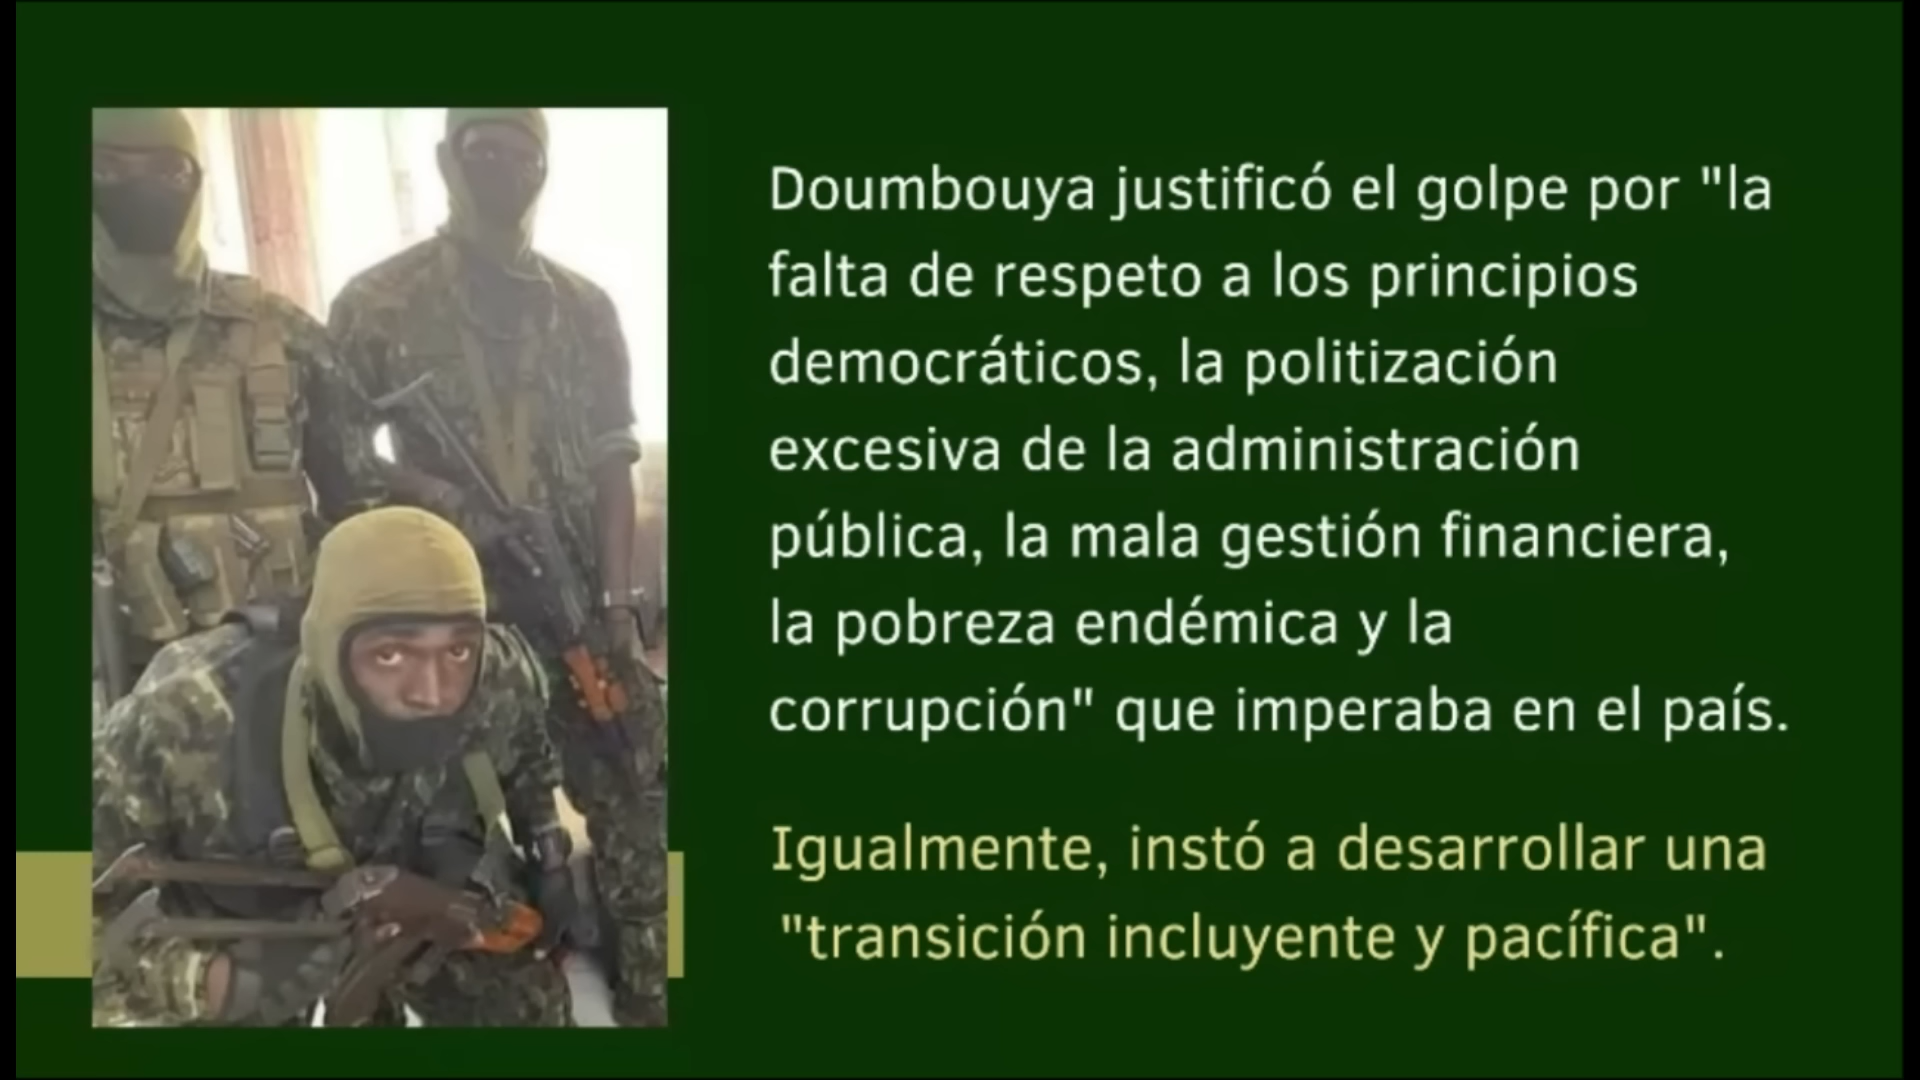 Doumbouya justificó el golpe por "la
falta de respeto a los principios
democráticos, la politización
excesiva de la administración
pública, la mala gestión financiera,
la pobreza endémica y la
corrupción" que imperaba en el país.
Igualmente, instó a desarrollar una
"transición incluyente y pacífica".